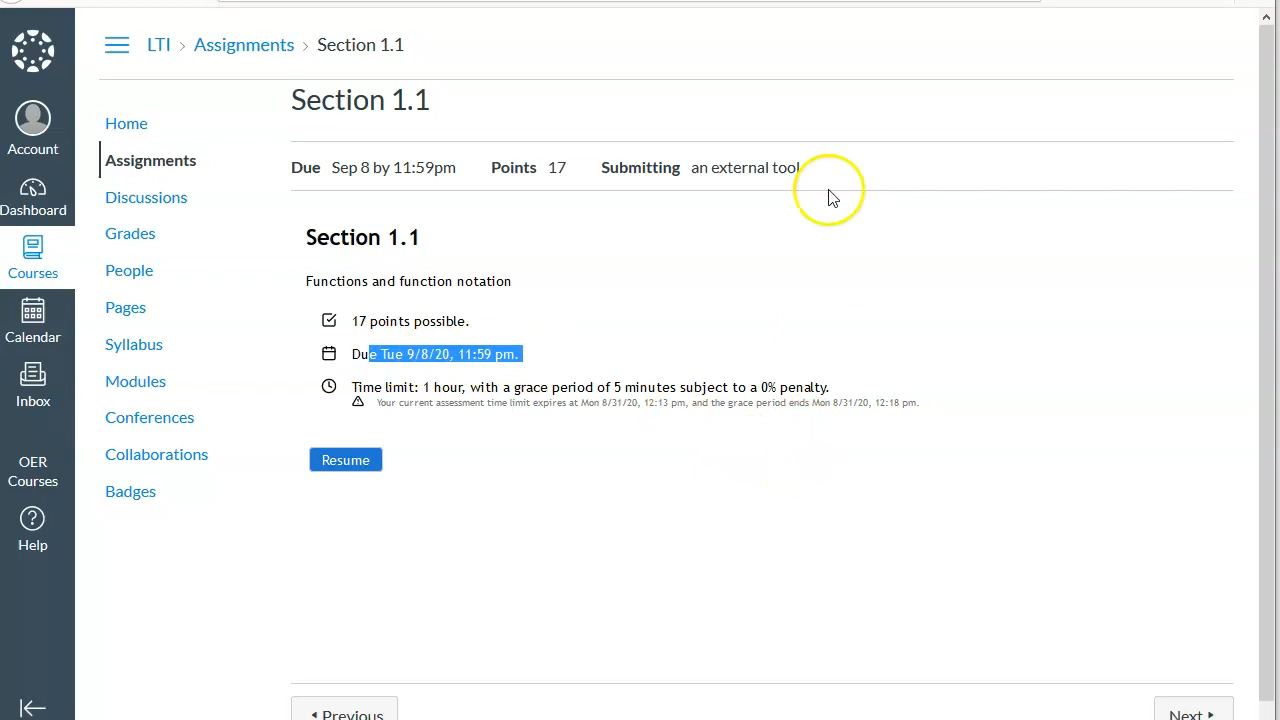 LTI > Assignments > Section 1.1
Account
Dashboard
Courses
Calendar
Inbox
OER
Courses
Help
Home
Assignments
Discussions
Grades
People
Pages
Syllabus
Modules
Conferences
Collaborations
Badges
Section 1.1
Due Sep 8 by 11:59pm Points 17 Submitting an external tool
Section 1.1
Functions and function notation
17 points possible.
Due Tue 9/8/20, 11:59 pm.
Time limit: 1 hour, with a grace period of 5 minutes subject to a 0% penalty.
Your current assessment time limit expires at Mon 8/31/20, 12:13 pm, and the grace period ends Mon 8/31/20, 12:18 pm.
Resume
Previous
Next